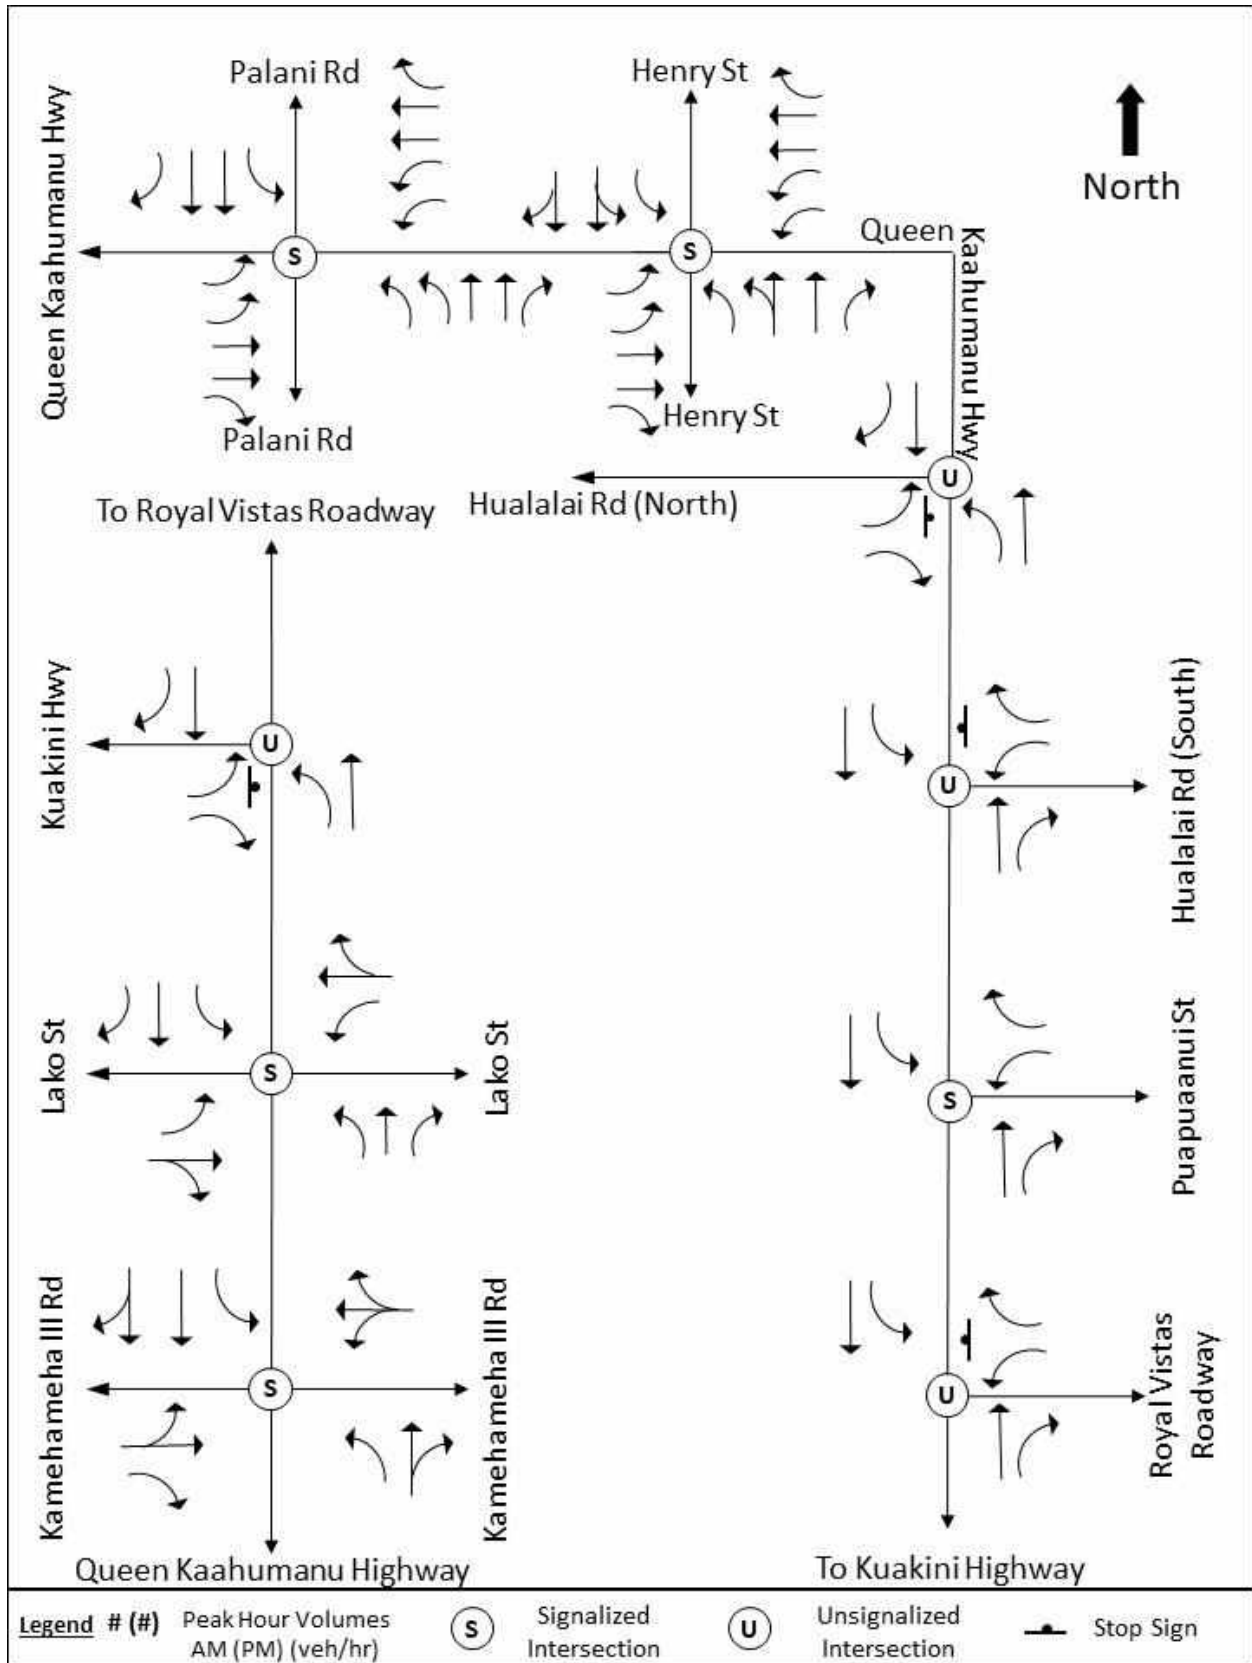 Palani Rd
Henry St
Queen Kaahumanu Hwy
North
Queen
Kaahumanu Hwy
S
S
Palani Rd
Henry St
To Royal Vistas Roadway
Hualalai Rd (North)
U
Kuakini Hwy
U
Hualalai Rd (South)
U
Lako St
S
Lako St
Puapuaanui St
S
Kamehameha III Rd
S
Kamehameha III Rd
U
Royal Vistas
Roadway
Queen Kaahumanu Highway
To Kuakini Highway
Legend # (#) Peak Hour Volumes
AM (PM) (veh/hr)
S Signalized
Intersection
U Unsignalized
Intersection
Stop Sign